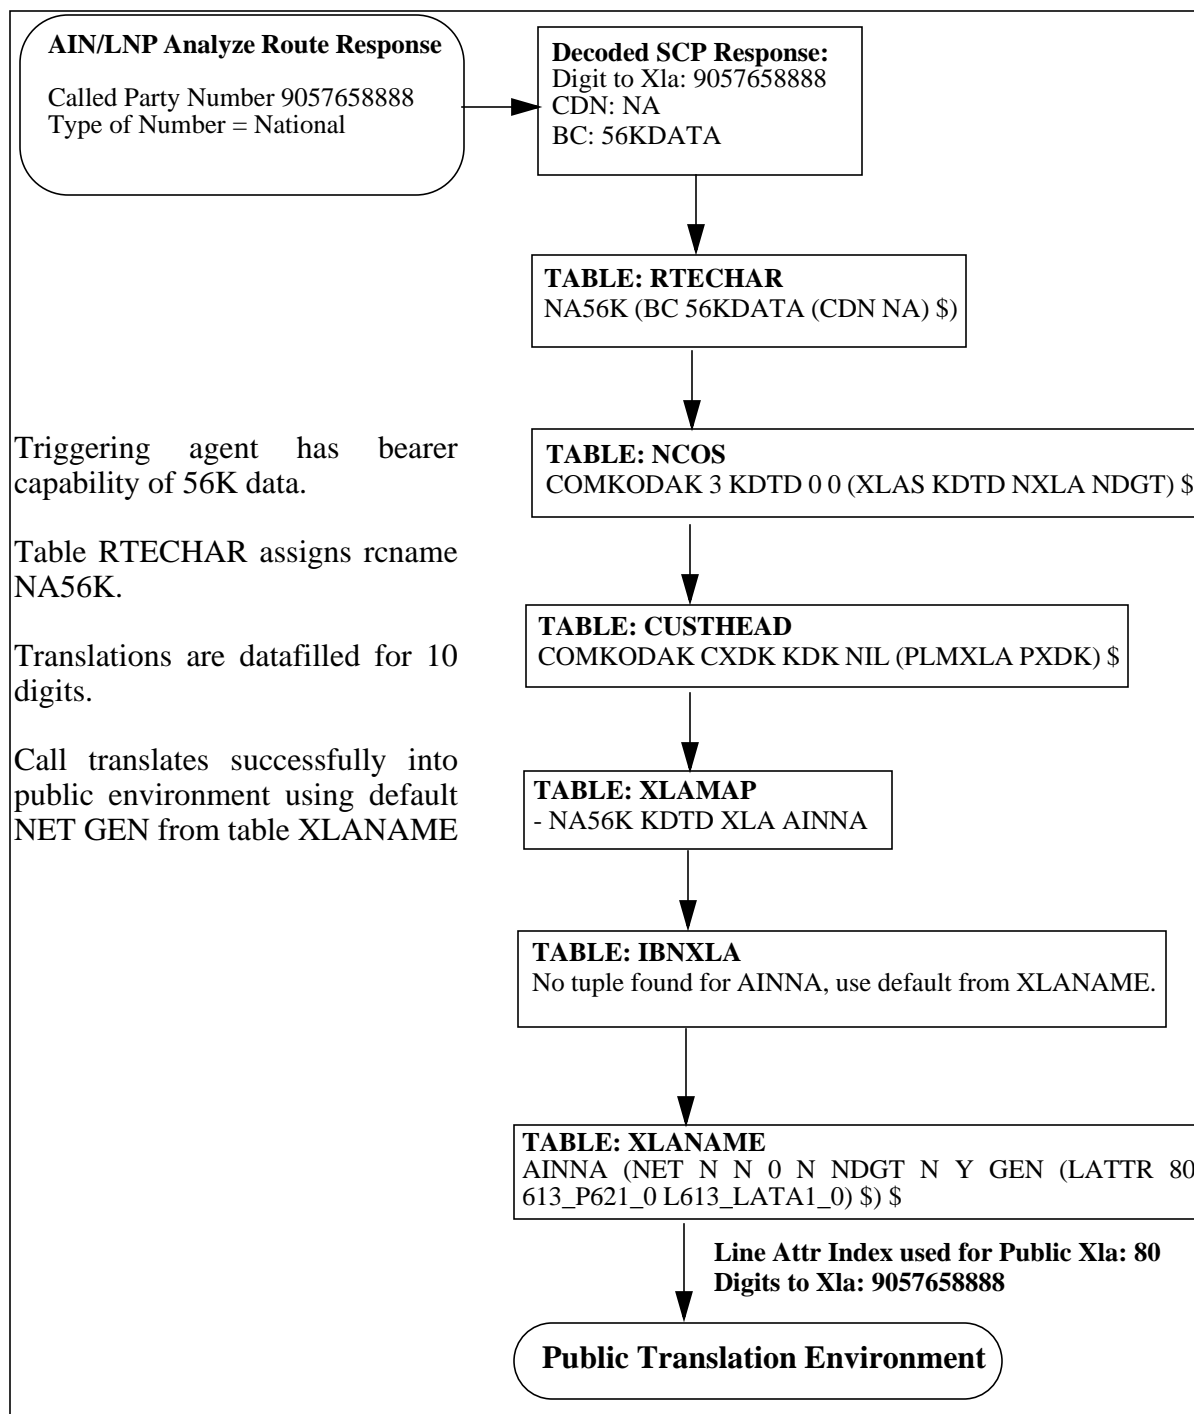 AIN/LNP Analyze Route Response
Called Party Number 9057658888
Type of Number = National
Decoded SCP Response:
Digit to Xla: 9057658888
CDN: NA
BC: 56KDATA
TABLE: RTECHAR
NA56K (BC 56KDATA (CDN NA) $)
Triggering agent has bearer
capability of 56K data.
Table RTECHAR assigns rcname
NA56K.
Translations are datafilled for 10
digits.
Call translates successfully into
public environment using default
NET GEN from table XLANAME
TABLE: NCOS
COMKODAK 3 KDTD 0 0 (XLAS KDTD NXLA NDGT) $
TABLE: CUSTHEAD
COMKODAK CXDK KDK NIL (PLMXLA PXDK) $
TABLE: XLAMAP
- NA56K KDTD XLA AINNA
TABLE: IBNXLA
No tuple found for AINNA, use default from XLANAME.
TABLE: XLANAME
AINNA (NET N N 0 N NDGT N Y GEN (LATTR 80
613_P621_0 L613_LATA1_0) $) $
Line Attr Index used for Public Xla: 80
Digits to Xla: 9057658888
Public Translation Environment